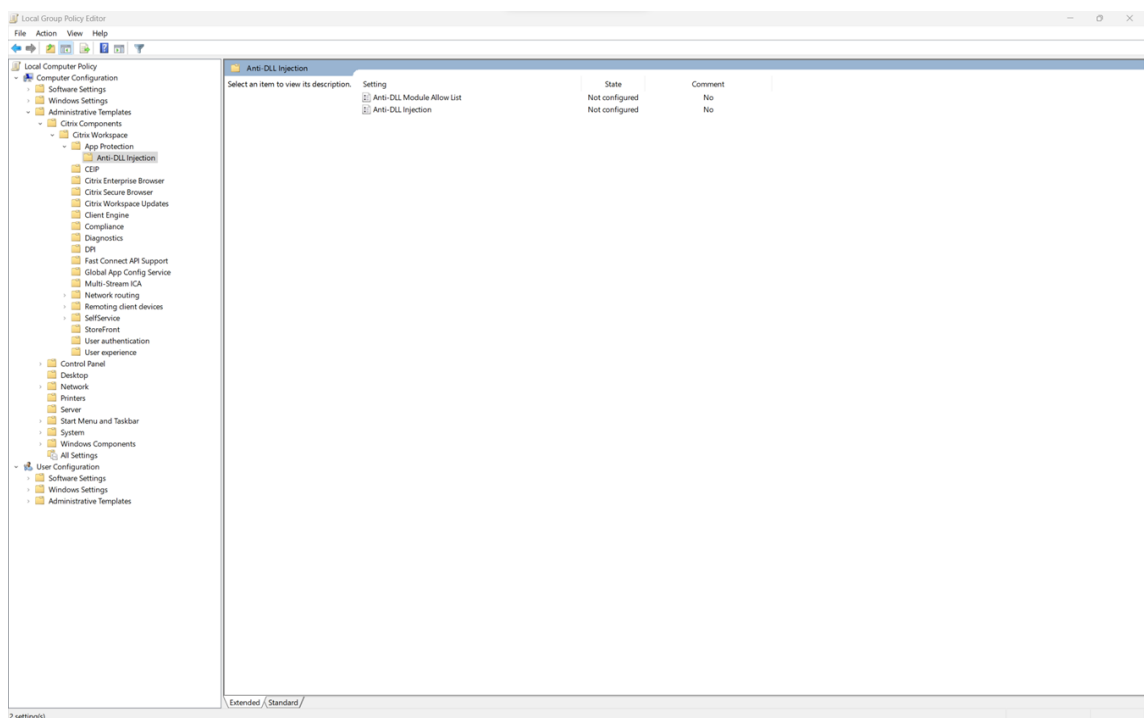 Local Group Policy Editor
File Action View Help
Local Computer Policy
Computer Configuration
Software Settings
Windows Settings
Administrative Templates
Citrix Components
Citrix Workspace
App Protection
Anti-DLL Injection
CEIP
Citrix Enterprise Browser
Citrix Secure Browser
Citrix Workspace Updates
Client Engine
Compliance
Diagnostics
DPI
Fast Connect API Support
Global App Config Service
Multi-Stream ICA
Network routing
Remoting client devices
SelfService
StoreFront
User authentication
User experience
Control Panel
Desktop
Network
Printers
Server
Start Menu and Taskbar
System
Windows Components
All Settings
User Configuration
Software Settings
Windows Settings
Administrative Templates
Anti-DLL Injection
Select an item to view its description.
Setting State Comment
Anti-DLL Module Allow List Not configured No
Anti-DLL Injection Not configured No
Extended Standard
2 setting(s)